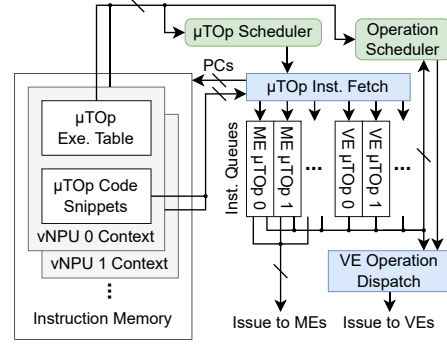 μTOp Scheduler
Operation
Scheduler
PCs
μTOp Inst. Fetch
μTOp
Exe. Table
μTOp Code
Snippets
vNPU 0 Context
vNPU 1 Context
⋮
Instruction Memory
Inst. Queues
ME μTOp 0
ME μTOp 1
...
VE μTOp 0
VE μTOp 1
...
VE Operation
Dispatch
Issue to MEs
Issue to VEs